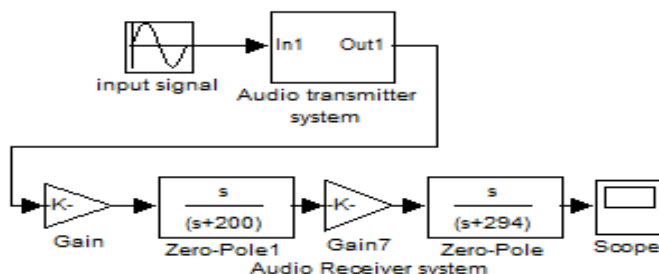 In1 Out1
input signal
Audio transmitter
system
-K-
s
(s+200)
-K-
s
(s+294)
Gain
Zero-Pole1
Gain7
Zero-Pole
Scope
Audio Receiver system